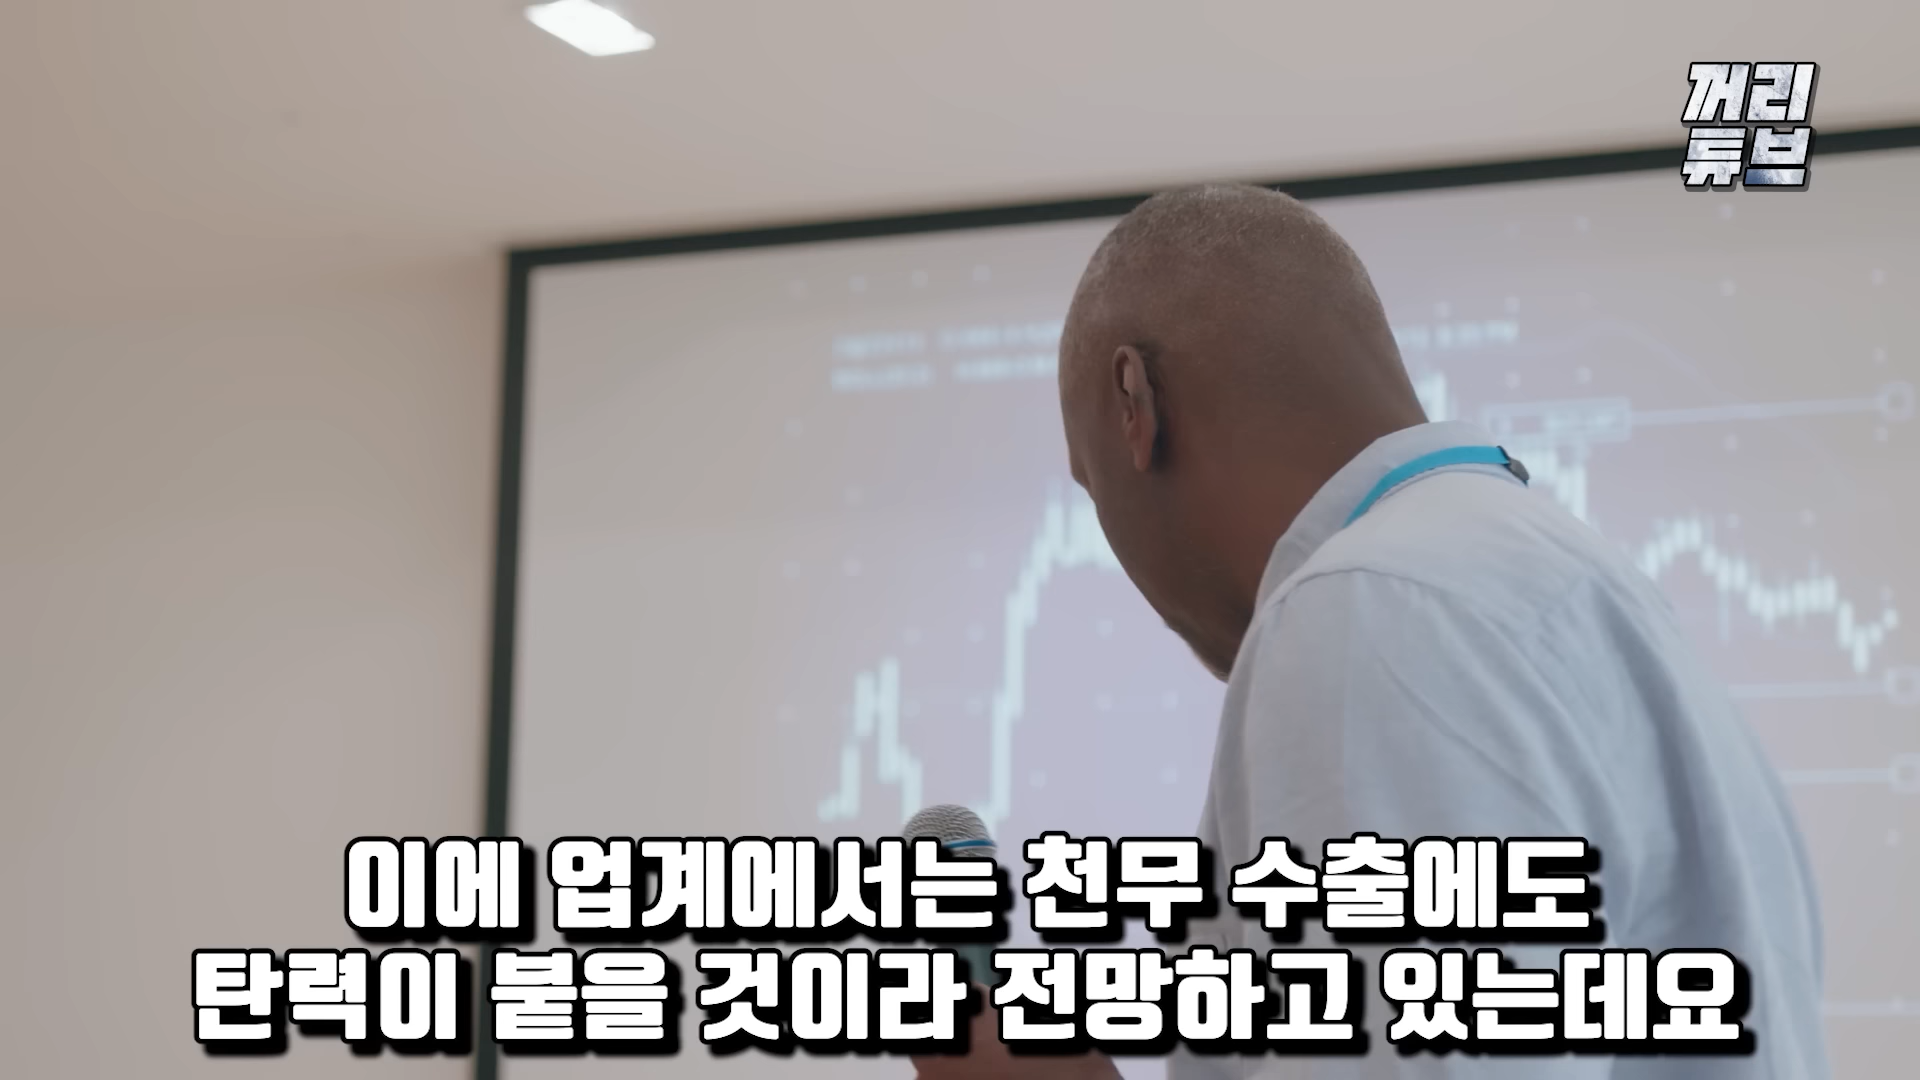 꺼리
튜브
이에 업계에서는 천무 수출에도
탄력이 붙을 것이라 전망하고 있는데요